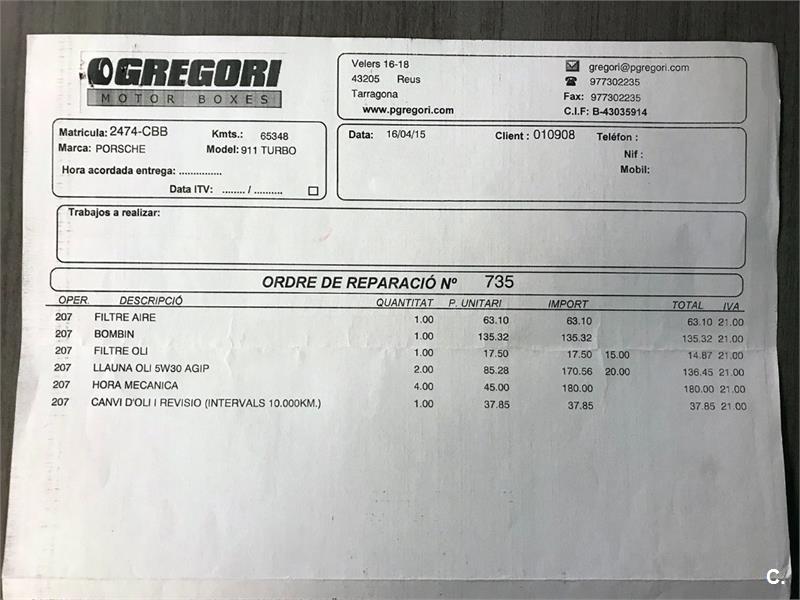 GREGORI
MOTOR BOXES
Velers 16-18
43205 Reus
Tarragona
www.pgregori.com
gregori@pgregori.com
977302235
Fax: 977302235
C.I.F: B-43035914
Matricula: 2474-CBB Kmts.: 65348
Marca: PORSCHE Model: 911 TURBO
Hora acordada entrega: ...............
Data ITV: ........ / ..........
Data: 16/04/15 Client : 010908 Teléfon :
Nif :
Mobil:
Trabajos a realizar:
ORDRE DE REPARACIÓ Nº 735
OPER. DESCRIPCIÓ QUANTITAT P. UNITARI IMPORT TOTAL IVA
207 FILTRE AIRE 1.00 63.10 63.10 63.10 21.00
207 BOMBIN 1.00 135.32 135.32 135.32 21.00
207 FILTRE OLI 1.00 17.50 17.50 15.00 14.87 21.00
207 LLAUNA OLI 5W30 AGIP 2.00 85.28 170.56 20.00 136.45 21.00
207 HORA MECANICA 4.00 45.00 180.00 180.00 21.00
207 CANVI D'OLI I REVISIO (INTERVALS 10.000KM.) 1.00 37.85 37.85 37.85 21.00
C.